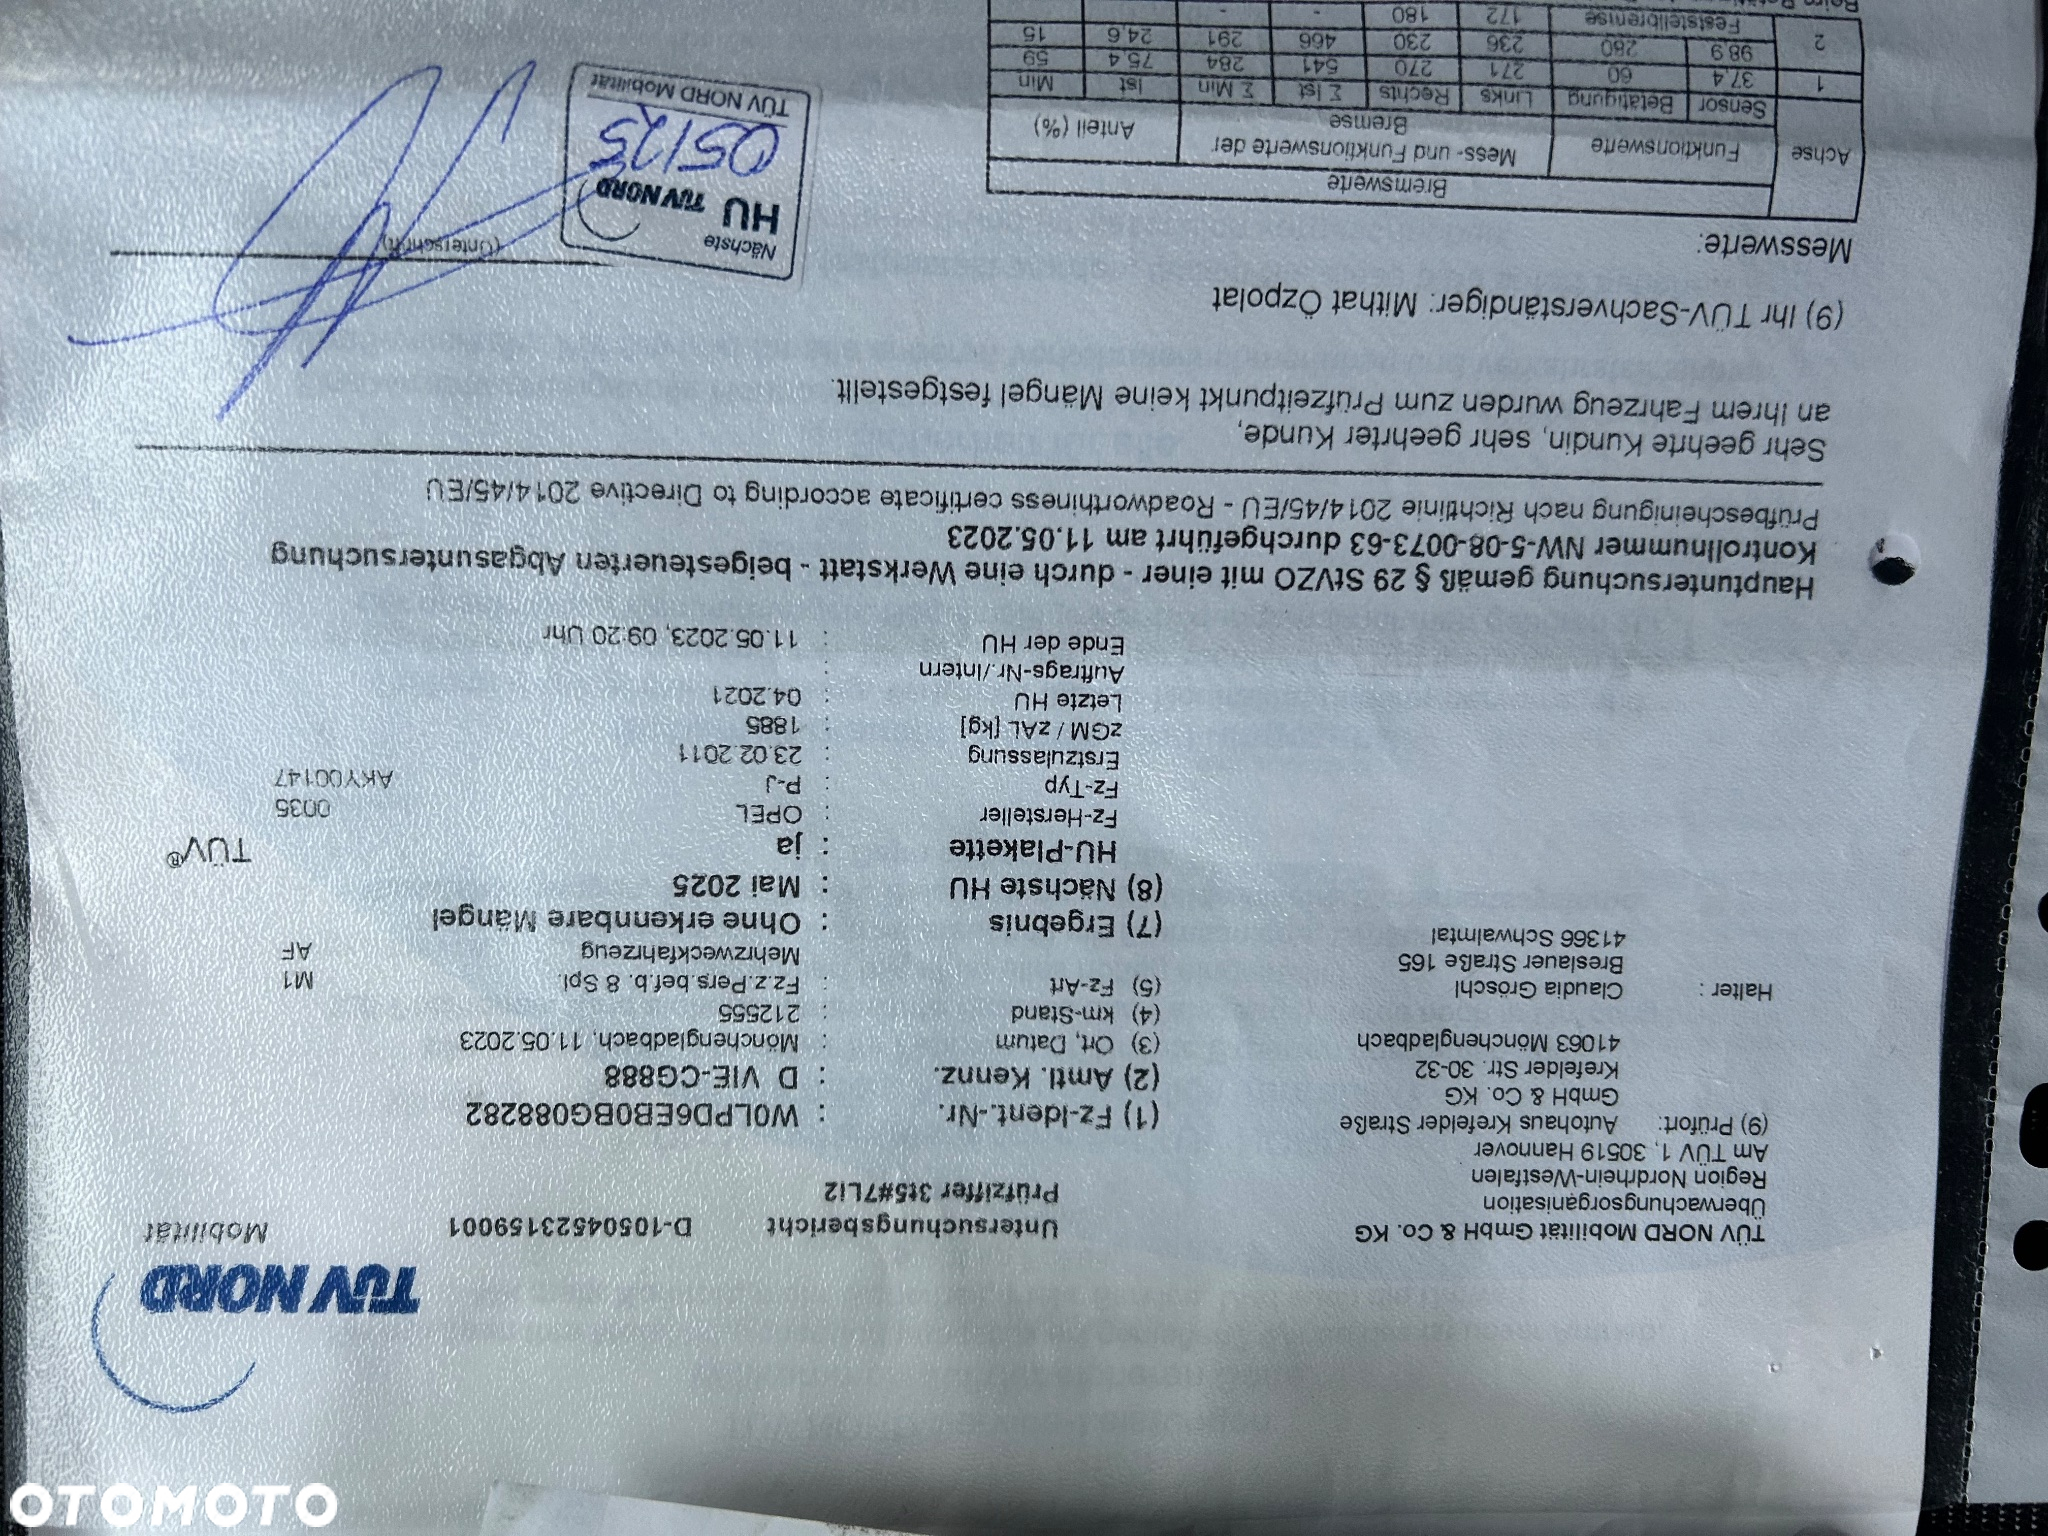 TÜV NORD
Mobilität
TÜV NORD Mobilität GmbH & Co. KG
Überwachungsorganisation
Region Nordrhein-Westfalen
Am TÜV 1, 30519 Hannover
(9) Prüfort: Autohaus Krefelder Straße
GmbH & Co. KG
Krefelder Str. 30-32
41063 Mönchengladbach
Halter : Claudia Gröschl
Breslauer Straße 165
41366 Schwalmtal
Untersuchungsbericht D-10504523159001
Prüfziffer 3t5#7Li2
(1) Fz-Ident.-Nr. : W0LPD6EB0BG088282
(2) Amtl. Kennz. : D VIE-CG888
(3) Ort, Datum : Mönchengladbach, 11.05.2023
(4) km-Stand : 212555
(5) Fz-Art : Fz.z.Pers.bef.b. 8 Spl. M1
Mehrzweckfahrzeug AF
(7) Ergebnis : Ohne erkennbare Mängel
(8) Nächste HU : Mai 2025
HU-Plakette : ja TÜV®
Fz-Hersteller : OPEL 0035
Fz-Typ : P-J AKY00147
Erstzulassung : 23.02.2011
zGM / zAL [kg] : 1885
Letzte HU : 04.2021
Auftrags-Nr./Intern :
Ende der HU : 11.05.2023, 09:20 Uhr
Hauptuntersuchung gemäß § 29 StVZO mit einer - durch eine Werkstatt - beigesteuerten Abgasuntersuchung
Kontrollnummer NW-5-08-0073-63 durchgeführt am 11.05.2023
Prüfbescheinigung nach Richtlinie 2014/45/EU - Roadworthiness certificate according to Directive 2014/45/EU
Sehr geehrte Kundin, sehr geehrter Kunde,
an Ihrem Fahrzeug wurden zum Prüfzeitpunkt keine Mängel festgestellt.
(9) Ihr TÜV-Sachverständiger: Mithat Özpolat
(Unterschrift)
Nächste
HU TÜV NORD
05/25
TÜV NORD Mobilität
Messwerte:
Bremswerte
Achse Funktionswerte Mess- und Funktionswerte der Bremse Anteil (%)
Sensor Betätigung Links Rechts Σ Ist Σ Min Ist Min
1 37,4 60 271 270 541 284 75,4 59
2 98,9 280 236 230 466 291 24,6 15
Feststellbremse 172 180 - -
OTOMOTO